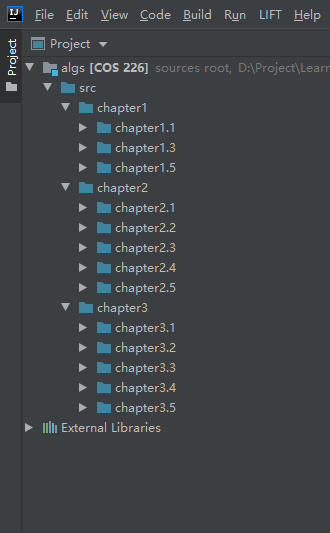 IJ File Edit View Code Build Run LIFT Help
Project
Project
algs [COS 226] sources root, D:\Project\Learn
src
chapter1
chapter1.1
chapter1.3
chapter1.5
chapter2
chapter2.1
chapter2.2
chapter2.3
chapter2.4
chapter2.5
chapter3
chapter3.1
chapter3.2
chapter3.3
chapter3.4
chapter3.5
External Libraries